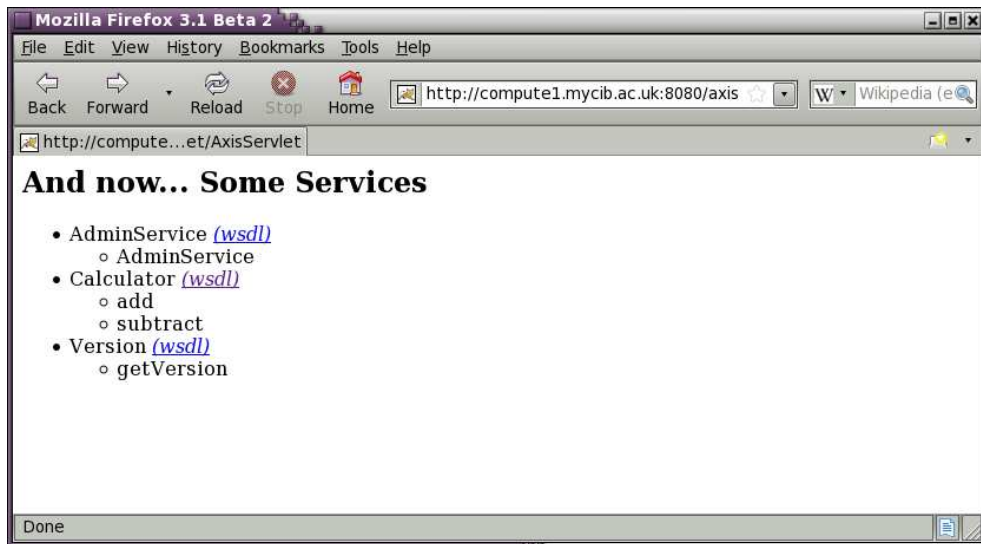 Mozilla Firefox 3.1 Beta 2
File Edit View History Bookmarks Tools Help
Back Forward Reload Stop Home http://compute1.mycib.ac.uk:8080/axis W Wikipedia (e
http://compute...et/AxisServlet
And now... Some Services
• AdminService (wsdl)
◦ AdminService
• Calculator (wsdl)
◦ add
◦ subtract
• Version (wsdl)
◦ getVersion
Done